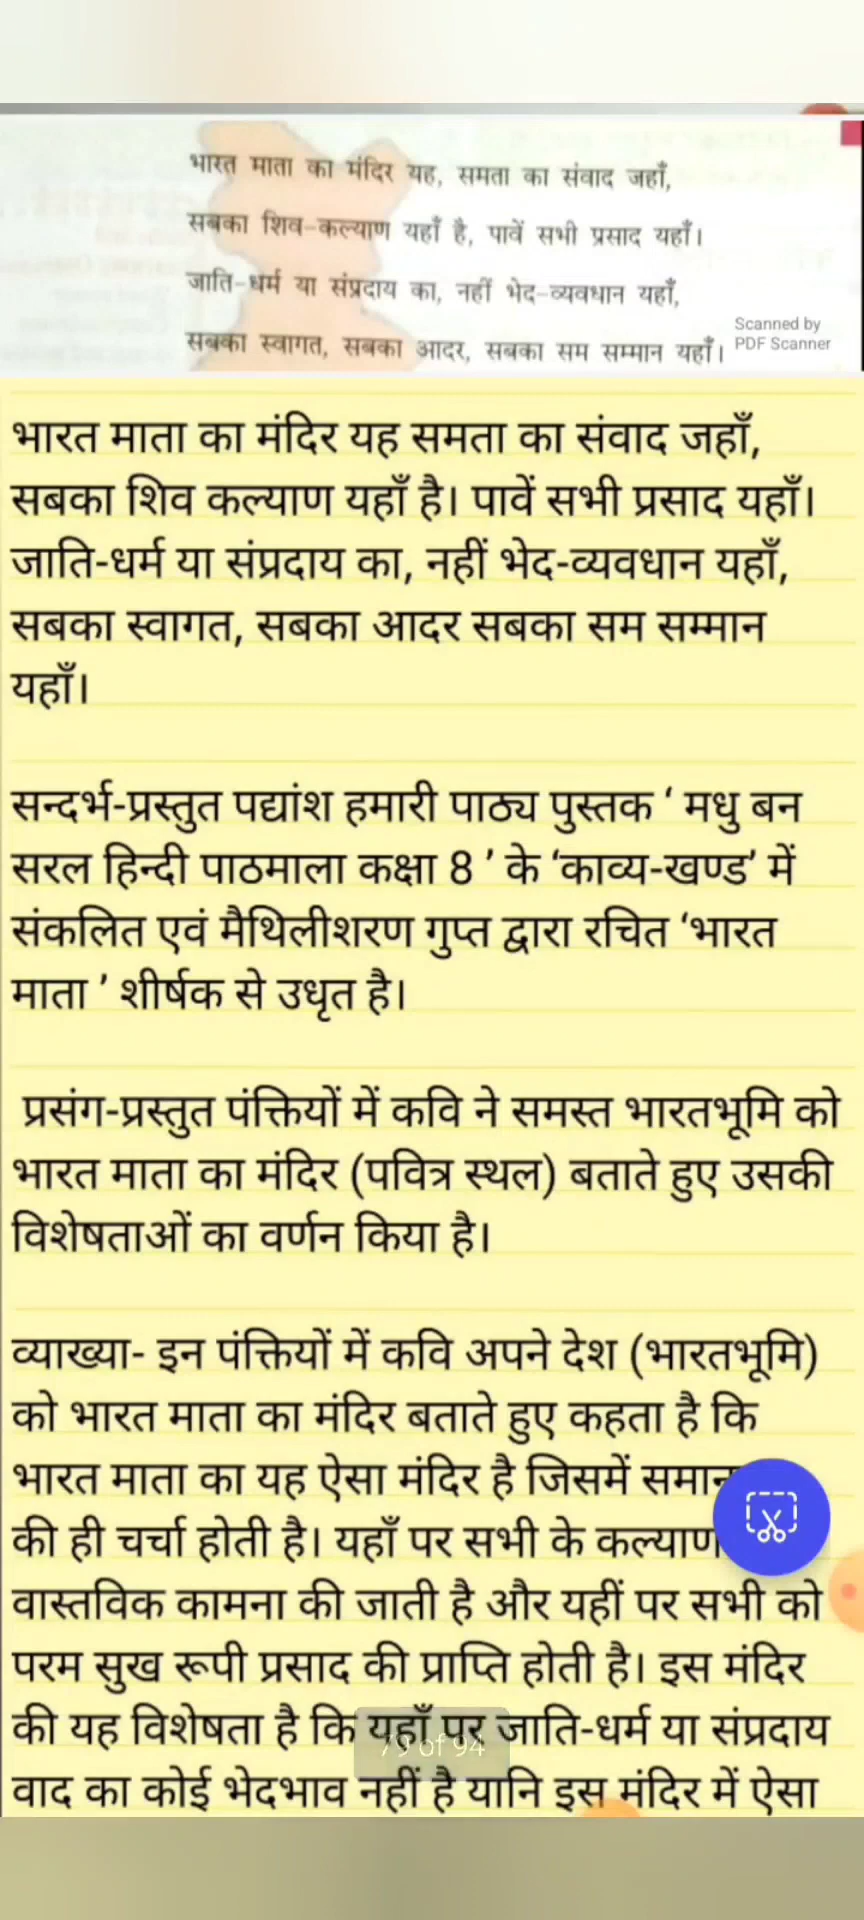 भारत माता का मंदिर यह, समता का संवाद जहाँ,
सबका शिव-कल्याण यहाँ है, पावें सभी प्रसाद यहाँ।
जाति-धर्म या संप्रदाय का, नहीं भेद-व्यवधान यहाँ,
सबका स्वागत, सबका आदर, सबका सम सम्मान यहाँ।
Scanned by
PDF Scanner
भारत माता का मंदिर यह समता का संवाद जहाँ,
सबका शिव कल्याण यहाँ है। पावें सभी प्रसाद यहाँ।
जाति-धर्म या संप्रदाय का, नहीं भेद-व्यवधान यहाँ,
सबका स्वागत, सबका आदर सबका सम सम्मान
यहाँ।
सन्दर्भ-प्रस्तुत पद्यांश हमारी पाठ्य पुस्तक ‘ मधु बन
सरल हिन्दी पाठमाला कक्षा 8 ’ के ‘काव्य-खण्ड’ में
संकलित एवं मैथिलीशरण गुप्त द्वारा रचित ‘भारत
माता ’ शीर्षक से उधृत है।
प्रसंग-प्रस्तुत पंक्तियों में कवि ने समस्त भारतभूमि को
भारत माता का मंदिर (पवित्र स्थल) बताते हुए उसकी
विशेषताओं का वर्णन किया है।
व्याख्या- इन पंक्तियों में कवि अपने देश (भारतभूमि)
को भारत माता का मंदिर बताते हुए कहता है कि
भारत माता का यह ऐसा मंदिर है जिसमें
की ही चर्चा होती है। यहाँ पर सभी के कल्याण
वास्तविक कामना की जाती है और यहीं पर सभी को
परम सुख रूपी प्रसाद की प्राप्ति होती है। इस मंदिर
की यह विशेषता है कि यहाँ पर जाति-धर्म या संप्रदाय
79 of 94
वाद का कोई भेदभाव नहीं है यानि इस मंदिर में ऐसा